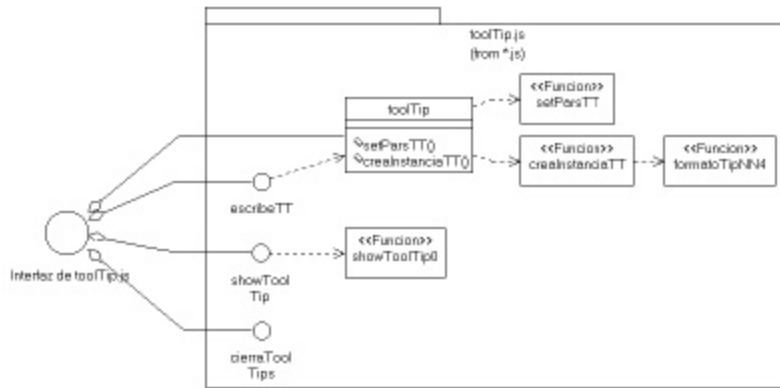 toolTip.js
(from *.js)
<<Funcion>>
setParsTT
toolTip
setParsTT()
creaInstanciaTT()
<<Funcion>>
creaInstanciaTT
<<Funcion>>
formatoTipNN4
escribeTT
<<Funcion>>
showToolTip0
Interfaz de toolTip.js
showTool
Tip
cierraTool
Tips